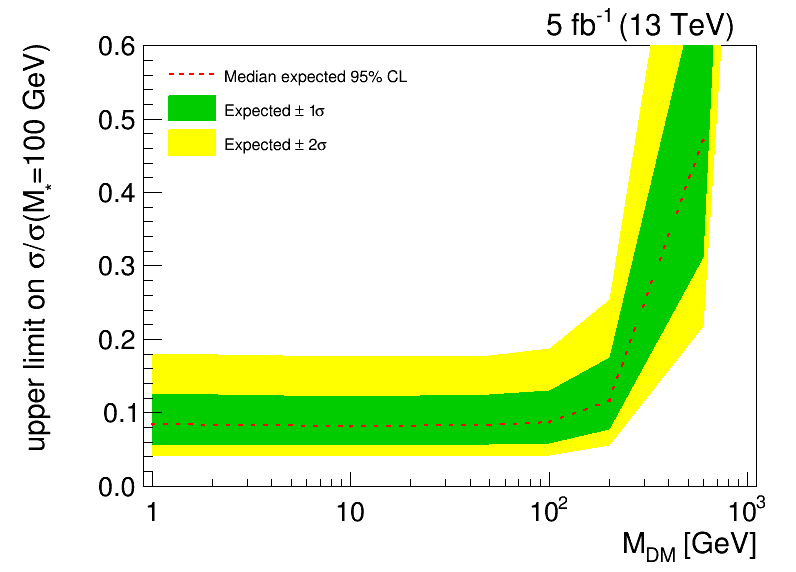 5 fb⁻¹ (13 TeV)
upper limit on σ/σ(M*=100 GeV)
0.6
0.5
0.4
0.3
0.2
0.1
0.0
Median expected 95% CL
Expected ± 1σ
Expected ± 2σ
1 10 10² 10³
M_DM [GeV]